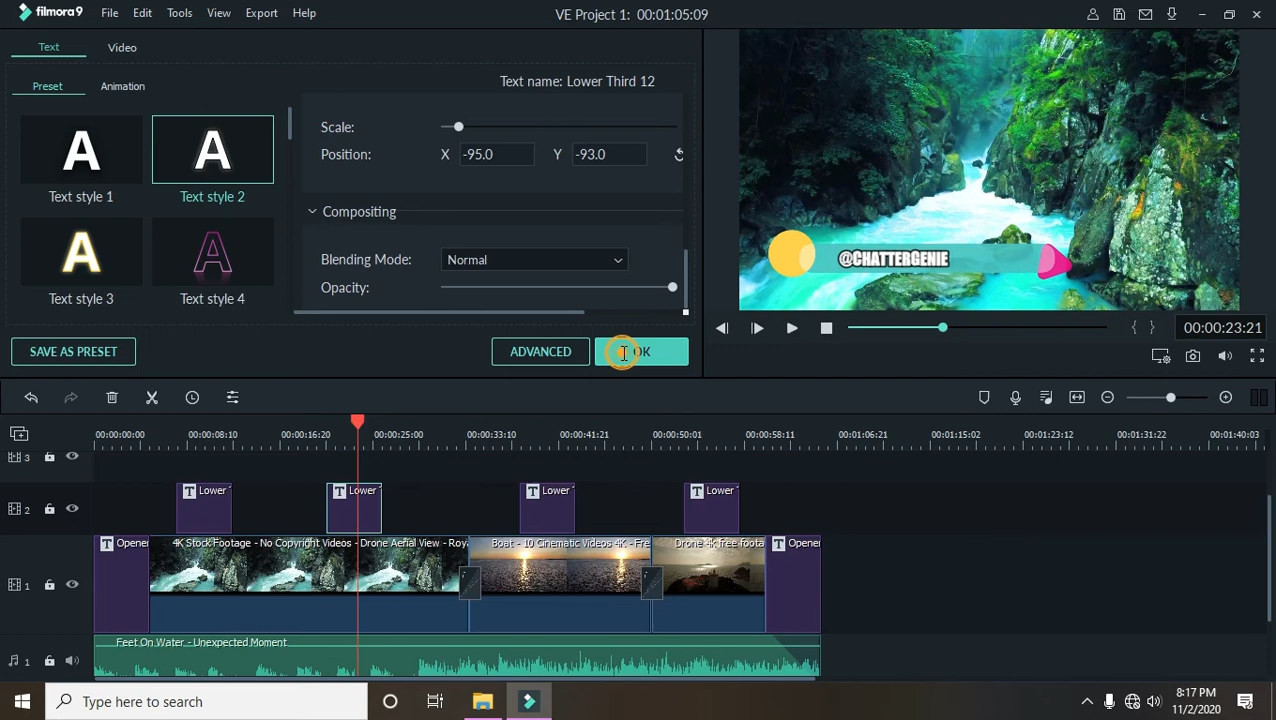 filmora9 File Edit Tools View Export Help VE Project 1: 00:01:05:09
Text Video
Preset Animation Text name: Lower Third 12
Scale:
Position: X -95.0 Y -93.0
Compositing
Blending Mode: Normal
Opacity:
A A
Text style 1 Text style 2
A A
Text style 3 Text style 4
SAVE AS PRESET ADVANCED OK
@ChatterGenie
{ } 00:00:23:21
00:00:00:00 00:00:08:10 00:00:16:20 00:00:25:00 00:00:33:10 00:00:41:21 00:00:50:01 00:00:58:11 00:01:06:21 00:01:15:02 00:01:23:12 00:01:31:22 00:01:40:03
3
T Lower T Lower T Lower T Lower
2
T Opener 4K Stock Footage - No Copyright Videos - Drone Aerial View - Roy Boat - 10 Cinematic Videos 4K - Fre Drone 4k free foota T Opener
1
Feet On Water - Unexpected Moment
1
Type here to search
8:17 PM
11/2/2020